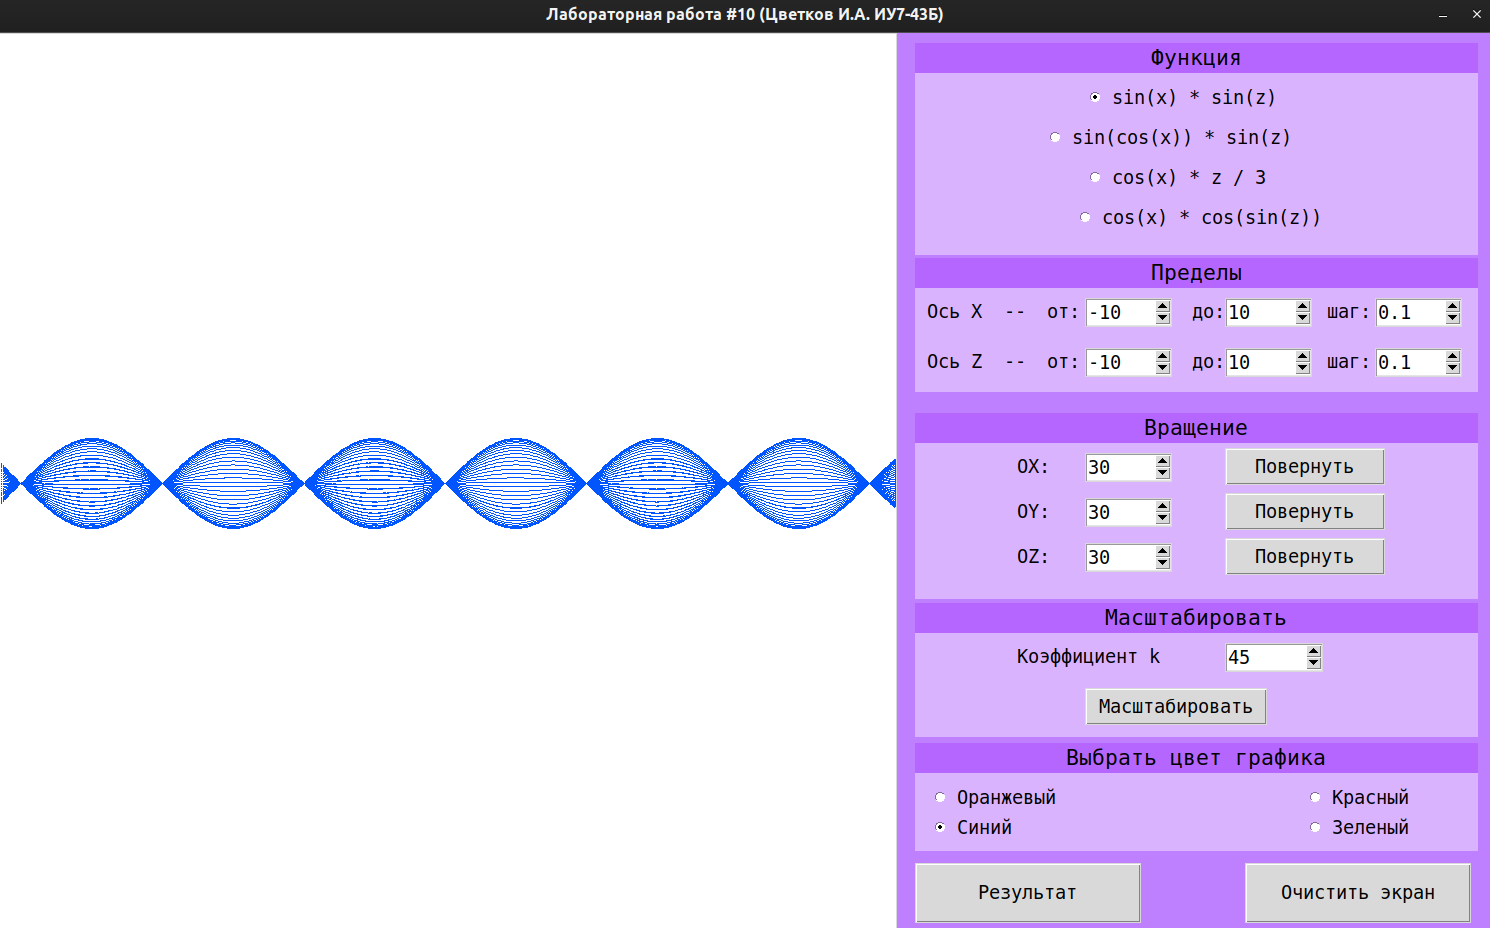 Лабораторная работа #10 (Цветков И.А. ИУ7-43Б)
Функция
sin(x) * sin(z)
sin(cos(x)) * sin(z)
cos(x) * z / 3
cos(x) * cos(sin(z))
Пределы
Ось X -- от: -10 до: 10 шаг: 0.1
Ось Z -- от: -10 до: 10 шаг: 0.1
Вращение
OX: 30 Повернуть
OY: 30 Повернуть
OZ: 30 Повернуть
Масштабировать
Коэффициент k 45
Масштабировать
Выбрать цвет графика
Оранжевый Красный
Синий Зеленый
Результат Очистить экран